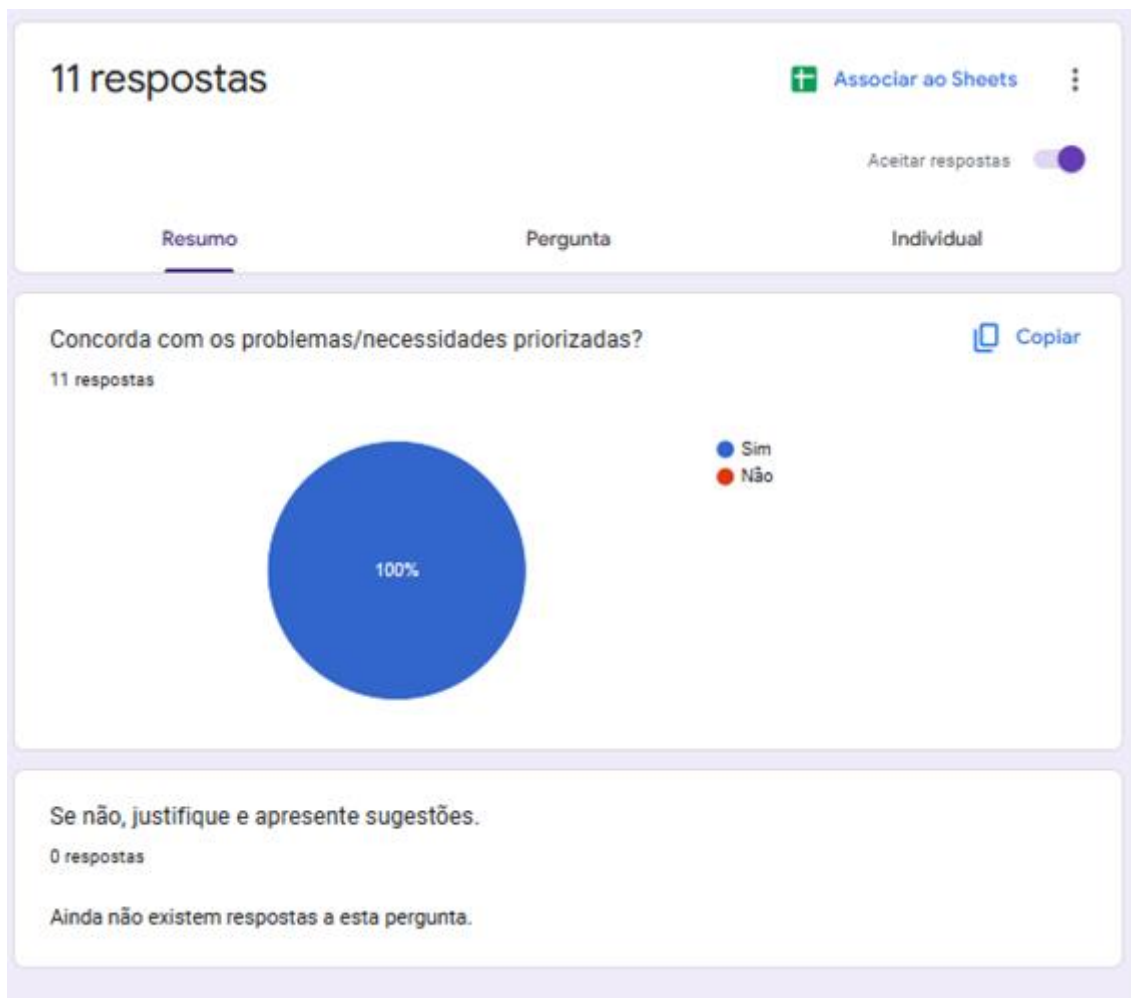 11 respostas
Associar ao Sheets
Aceitar respostas
Resumo
Pergunta
Individual
Concorda com os problemas/necessidades priorizadas?
Copiar
11 respostas
Sim
Não
100%
Se não, justifique e apresente sugestões.
0 respostas
Ainda não existem respostas a esta pergunta.